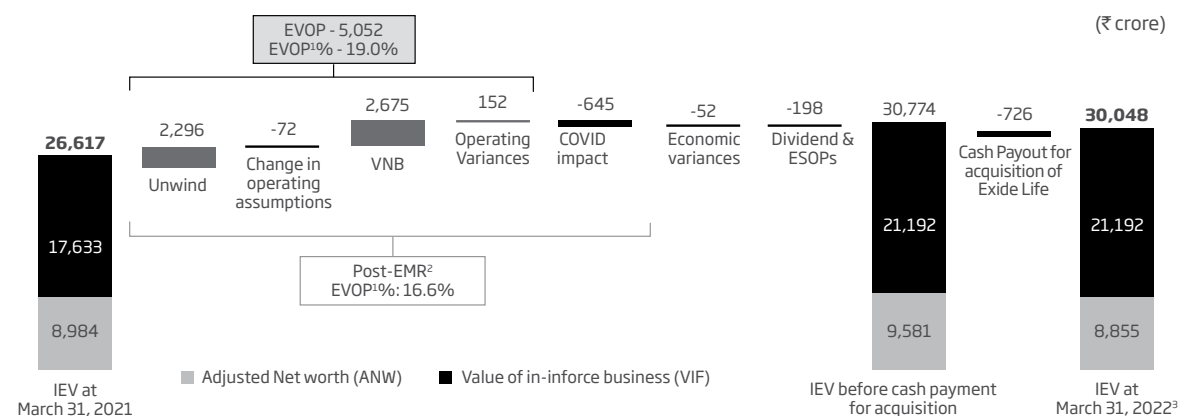 (₹ crore)
EVOP - 5,052
EVOP¹% - 19.0%
26,617
2,296
-72
2,675
152
-645
-52
-198
30,774
-726
30,048
Unwind
Change in
operating
assumptions
VNB
Operating
Variances
COVID
impact
Economic
variances
Dividend &
ESOPs
Cash Payout for
acquisition of
Exide Life
17,633
21,192
21,192
Post-EMR²
EVOP¹%: 16.6%
8,984
9,581
8,855
Adjusted Net worth (ANW)
Value of in-inforce business (VIF)
IEV at
March 31, 2021
IEV before cash payment
for acquisition
IEV at
March 31, 2022³